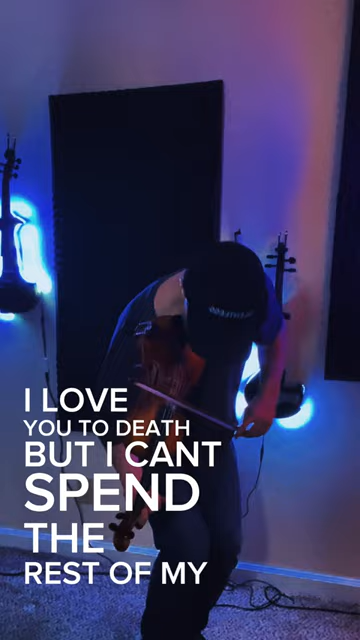 I LOVE
YOU TO DEATH
BUT I CANT
SPEND
THE
REST OF MY